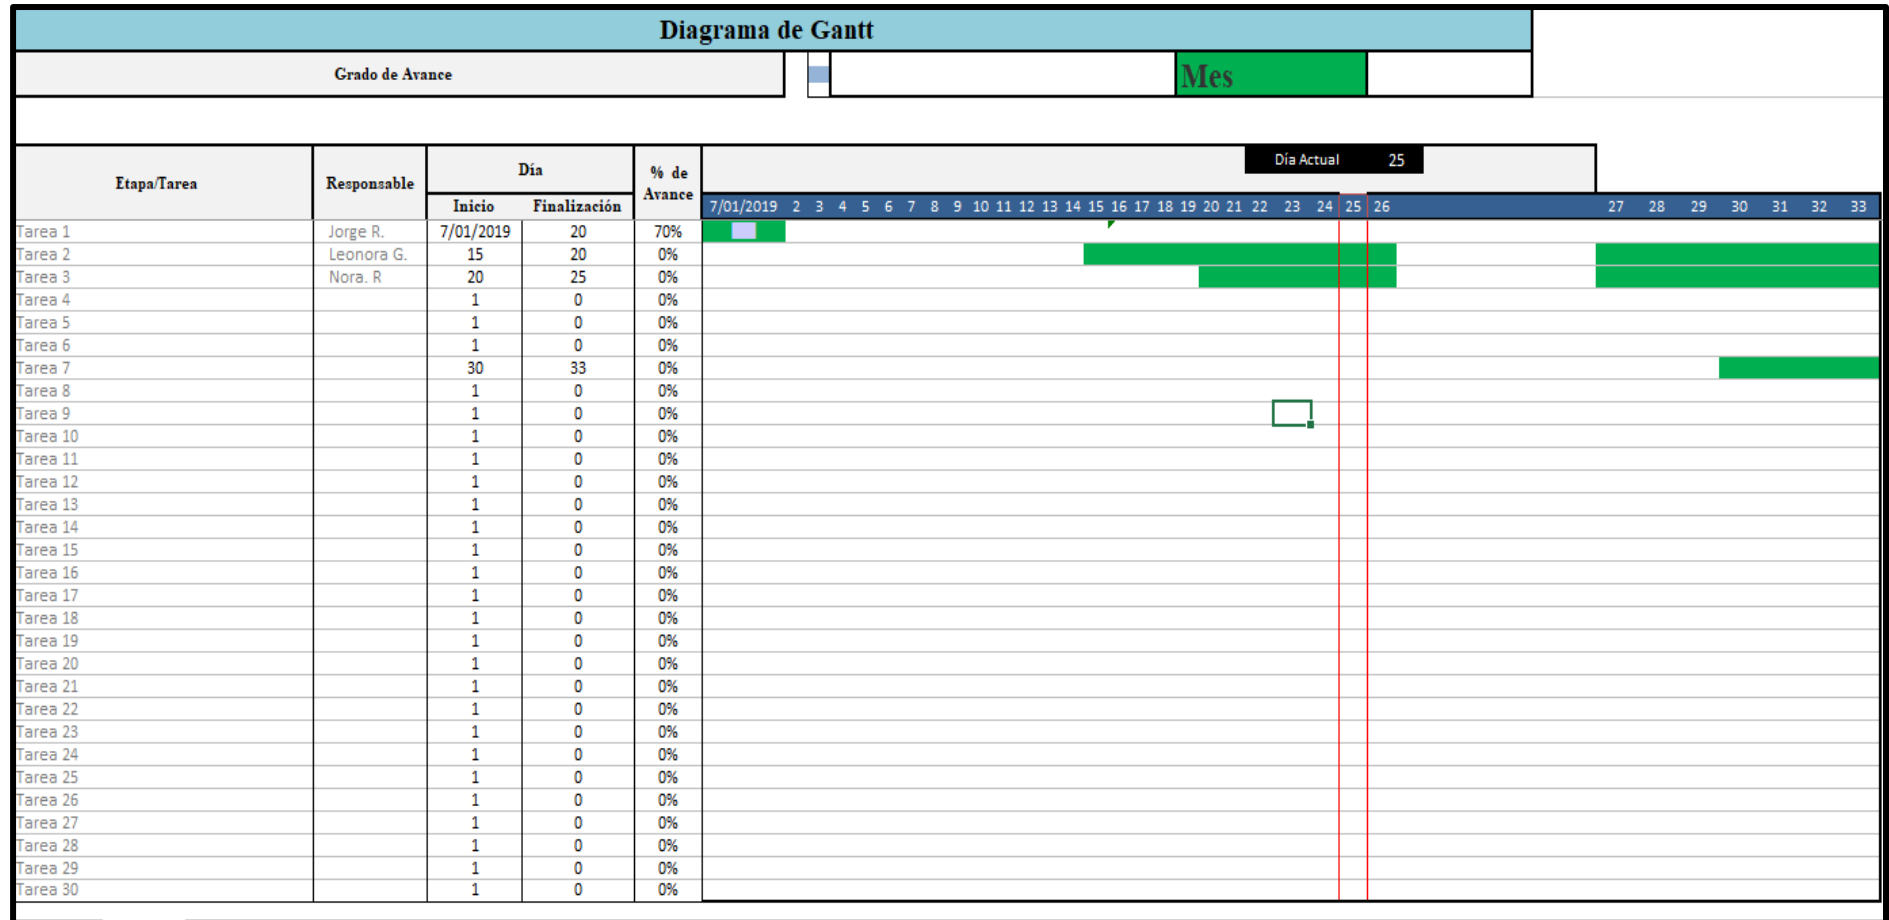 Diagrama de Gantt
Grado de Avance
Mes
Día Actual 25
Etapa/Tarea Responsable Día % de Avance
Inicio Finalización 7/01/2019 2 3 4 5 6 7 8 9 10 11 12 13 14 15 16 17 18 19 20 21 22 23 24 25 26 27 28 29 30 31 32 33
Tarea 1 Jorge R. 7/01/2019 20 70%
Tarea 2 Leonora G. 15 20 0%
Tarea 3 Nora. R 20 25 0%
Tarea 4 1 0 0%
Tarea 5 1 0 0%
Tarea 6 1 0 0%
Tarea 7 30 33 0%
Tarea 8 1 0 0%
Tarea 9 1 0 0%
Tarea 10 1 0 0%
Tarea 11 1 0 0%
Tarea 12 1 0 0%
Tarea 13 1 0 0%
Tarea 14 1 0 0%
Tarea 15 1 0 0%
Tarea 16 1 0 0%
Tarea 17 1 0 0%
Tarea 18 1 0 0%
Tarea 19 1 0 0%
Tarea 20 1 0 0%
Tarea 21 1 0 0%
Tarea 22 1 0 0%
Tarea 23 1 0 0%
Tarea 24 1 0 0%
Tarea 25 1 0 0%
Tarea 26 1 0 0%
Tarea 27 1 0 0%
Tarea 28 1 0 0%
Tarea 29 1 0 0%
Tarea 30 1 0 0%